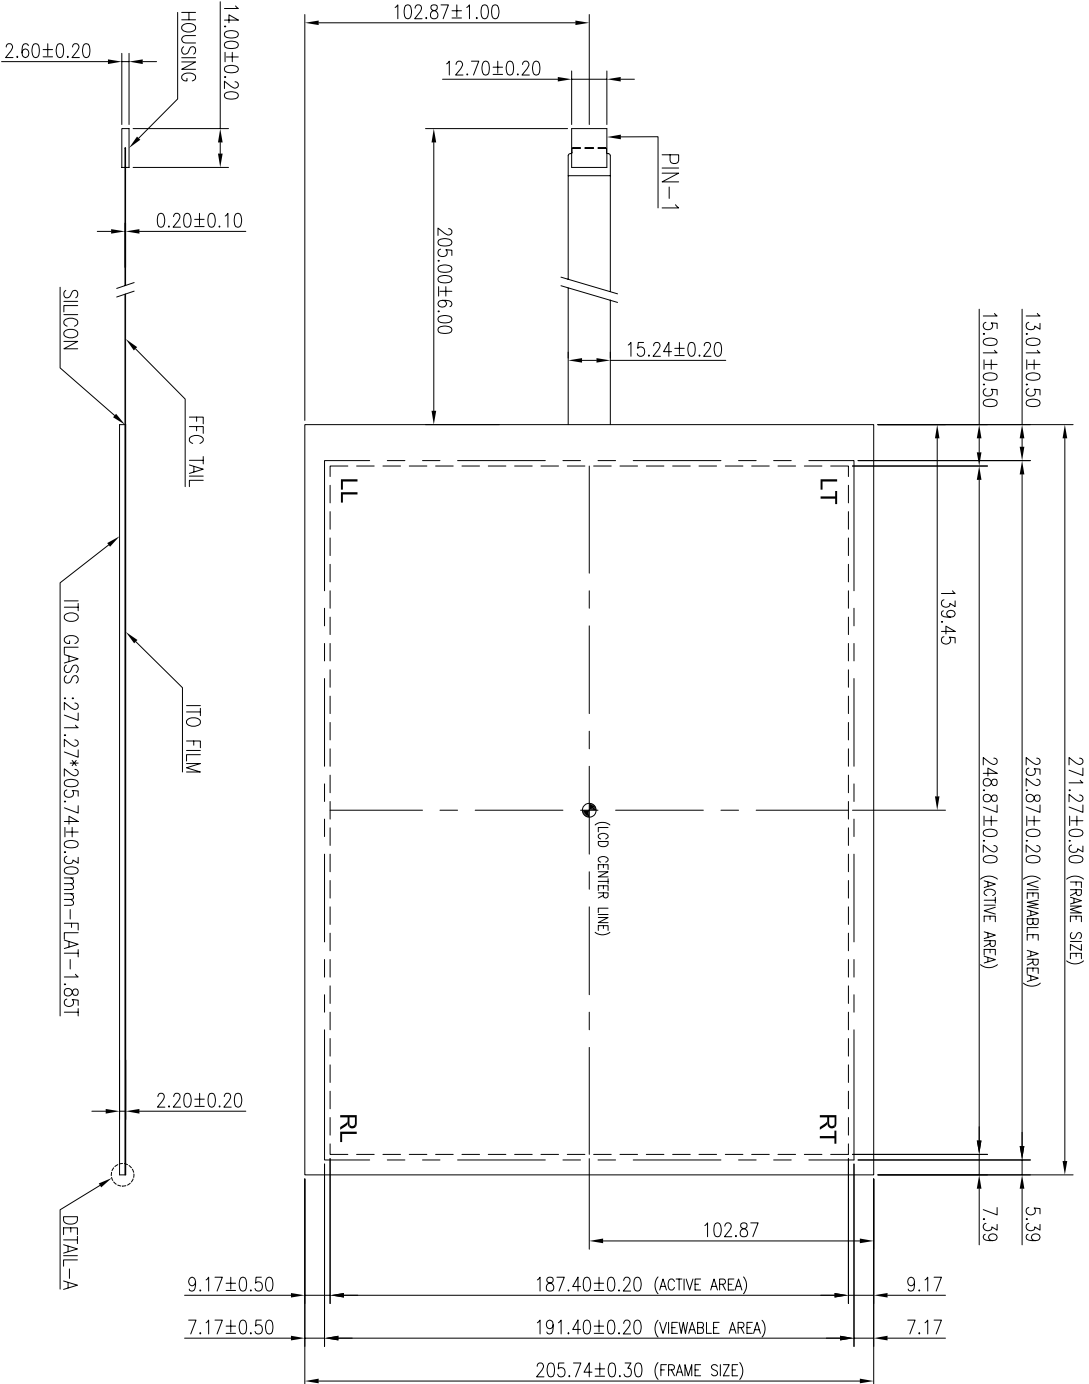 102.87±1.00
14.00±0.20
HOUSING
2.60±0.20
12.70±0.20
PIN-1
205.00±6.00
0.20±0.10
SILICON
FFC TAIL
15.24±0.20
15.01±0.50
13.01±0.50
LL
LT
139.45
271.27±0.30 (FRAME SIZE)
252.87±0.20 (VIEWABLE AREA)
248.87±0.20 (ACTIVE AREA)
(LCD CENTER LINE)
ITO FILM
ITO GLASS :271.27*205.74±0.30mm-FLAT-1.85T
2.20±0.20
RL
RT
DETAIL-A
7.39
5.39
102.87
9.17±0.50
187.40±0.20 (ACTIVE AREA)
9.17
7.17±0.50
191.40±0.20 (VIEWABLE AREA)
7.17
205.74±0.30 (FRAME SIZE)